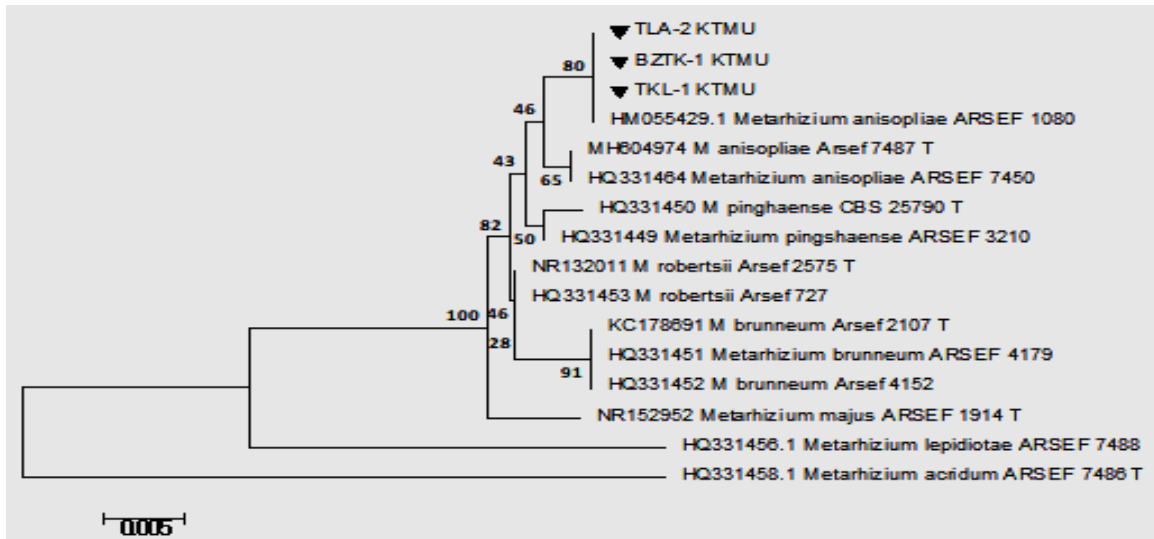 TLA-2 KTMU
BZTK-1 KTMU
80
TKL-1 KTMU
46
HM055429.1 Metarhizium anisopliae ARSEF 1080
MH604974 M anisopliae Arsef 7487 T
43
65
HQ331464 Metarhizium anisopliae ARSEF 7450
HQ331450 M pinghaense CBS 25790 T
82
50
HQ331449 Metarhizium pingshaense ARSEF 3210
NR132011 M robertsii Arsef 2575 T
HQ331453 M robertsii Arsef 727
100
46
KC178691 M brunneum Arsef 2107 T
28
HQ331451 Metarhizium brunneum ARSEF 4179
91
HQ331452 M brunneum Arsef 4152
NR152952 Metarhizium majus ARSEF 1914 T
HQ331456.1 Metarhizium lepidiotae ARSEF 7488
HQ331458.1 Metarhizium acridum ARSEF 7486 T
0.005